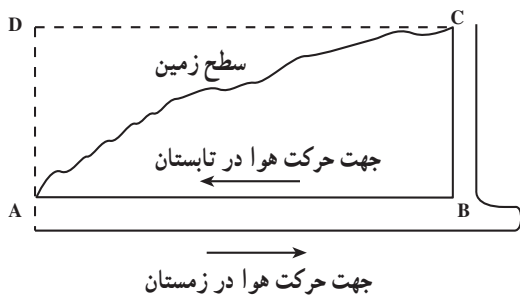 D
C
سطح زمین
جهت حرکت هوا در تابستان
A
B
جهت حرکت هوا در زمستان